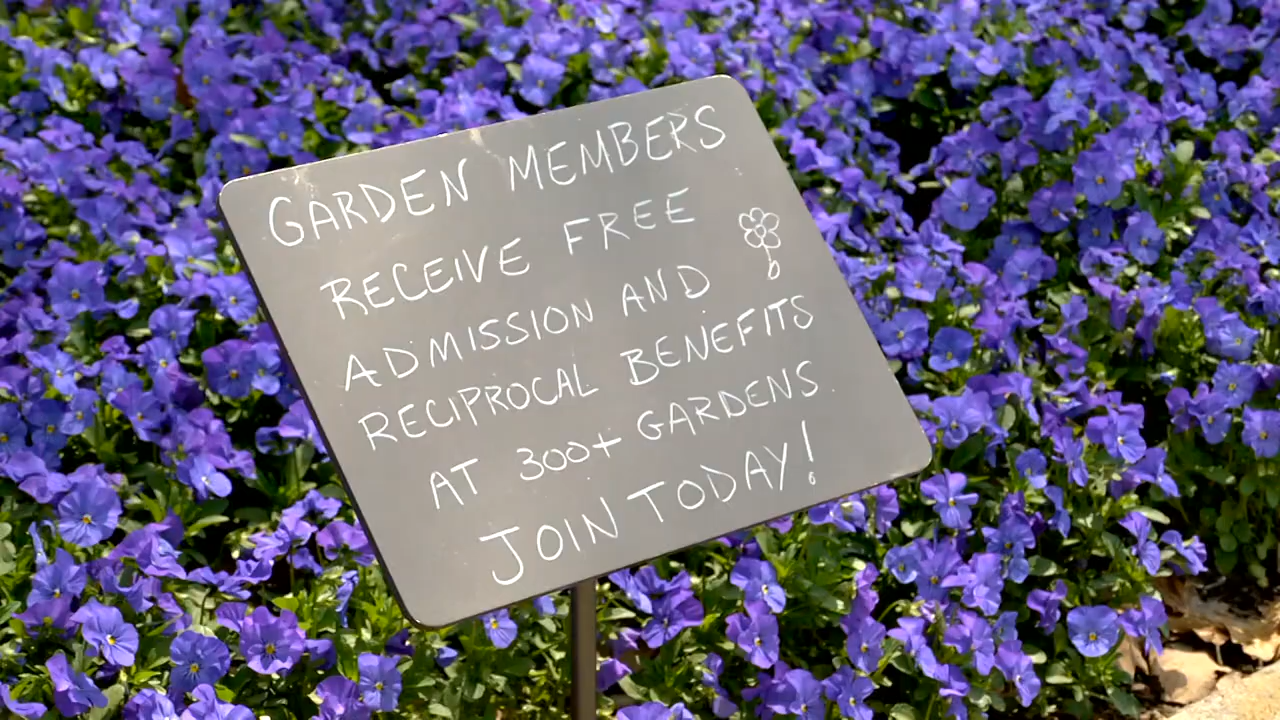 GARDEN MEMBERS
RECEIVE FREE
ADMISSION AND
RECIPROCAL BENEFITS
AT 300+ GARDENS.
JOIN TODAY!